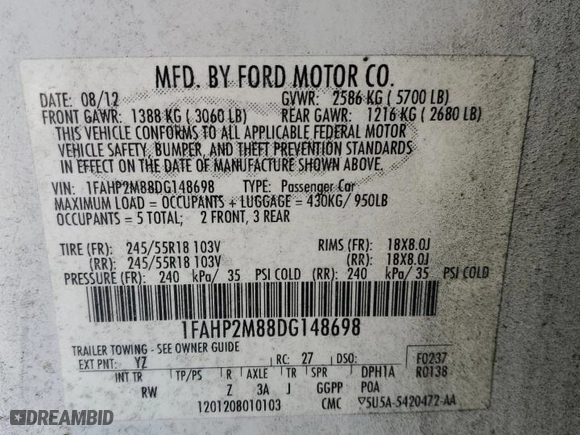 MFD. BY FORD MOTOR CO.
DATE: 08/12 GVWR: 2586 KG ( 5700 LB)
FRONT GAWR: 1388 KG ( 3060 LB) REAR GAWR: 1216 KG ( 2680 LB)
THIS VEHICLE CONFORMS TO ALL APPLICABLE FEDERAL MOTOR
VEHICLE SAFETY, BUMPER, AND THEFT PREVENTION STANDARDS
IN EFFECT ON THE DATE OF MANUFACTURE SHOWN ABOVE.
VIN: 1FAHP2M88DG148698 TYPE: Passenger Car
MAXIMUM LOAD = OCCUPANTS + LUGGAGE = 430KG/ 950LB
OCCUPANTS = 5 TOTAL; 2 FRONT, 3 REAR
TIRE (FR): 245/55R18 103V RIMS (FR): 18X8.0J
(RR): 245/55R18 103V (RR): 18X8.0J
PRESSURE (FR): 240 kPa/ 35 PSI COLD (RR): 240 kPa/ 35 PSI COLD
1FAHP2M88DG148698
TRAILER TOWING - SEE OWNER GUIDE
EXT PNT: YZ RC: 27 DSO: F0237
INT TR TP/PS R AXLE TR SPR DPH1A R0138
RW Z 3A J GGPP POA
1201208010103 CMC 5U5A-5420472-AA
DREAMBID